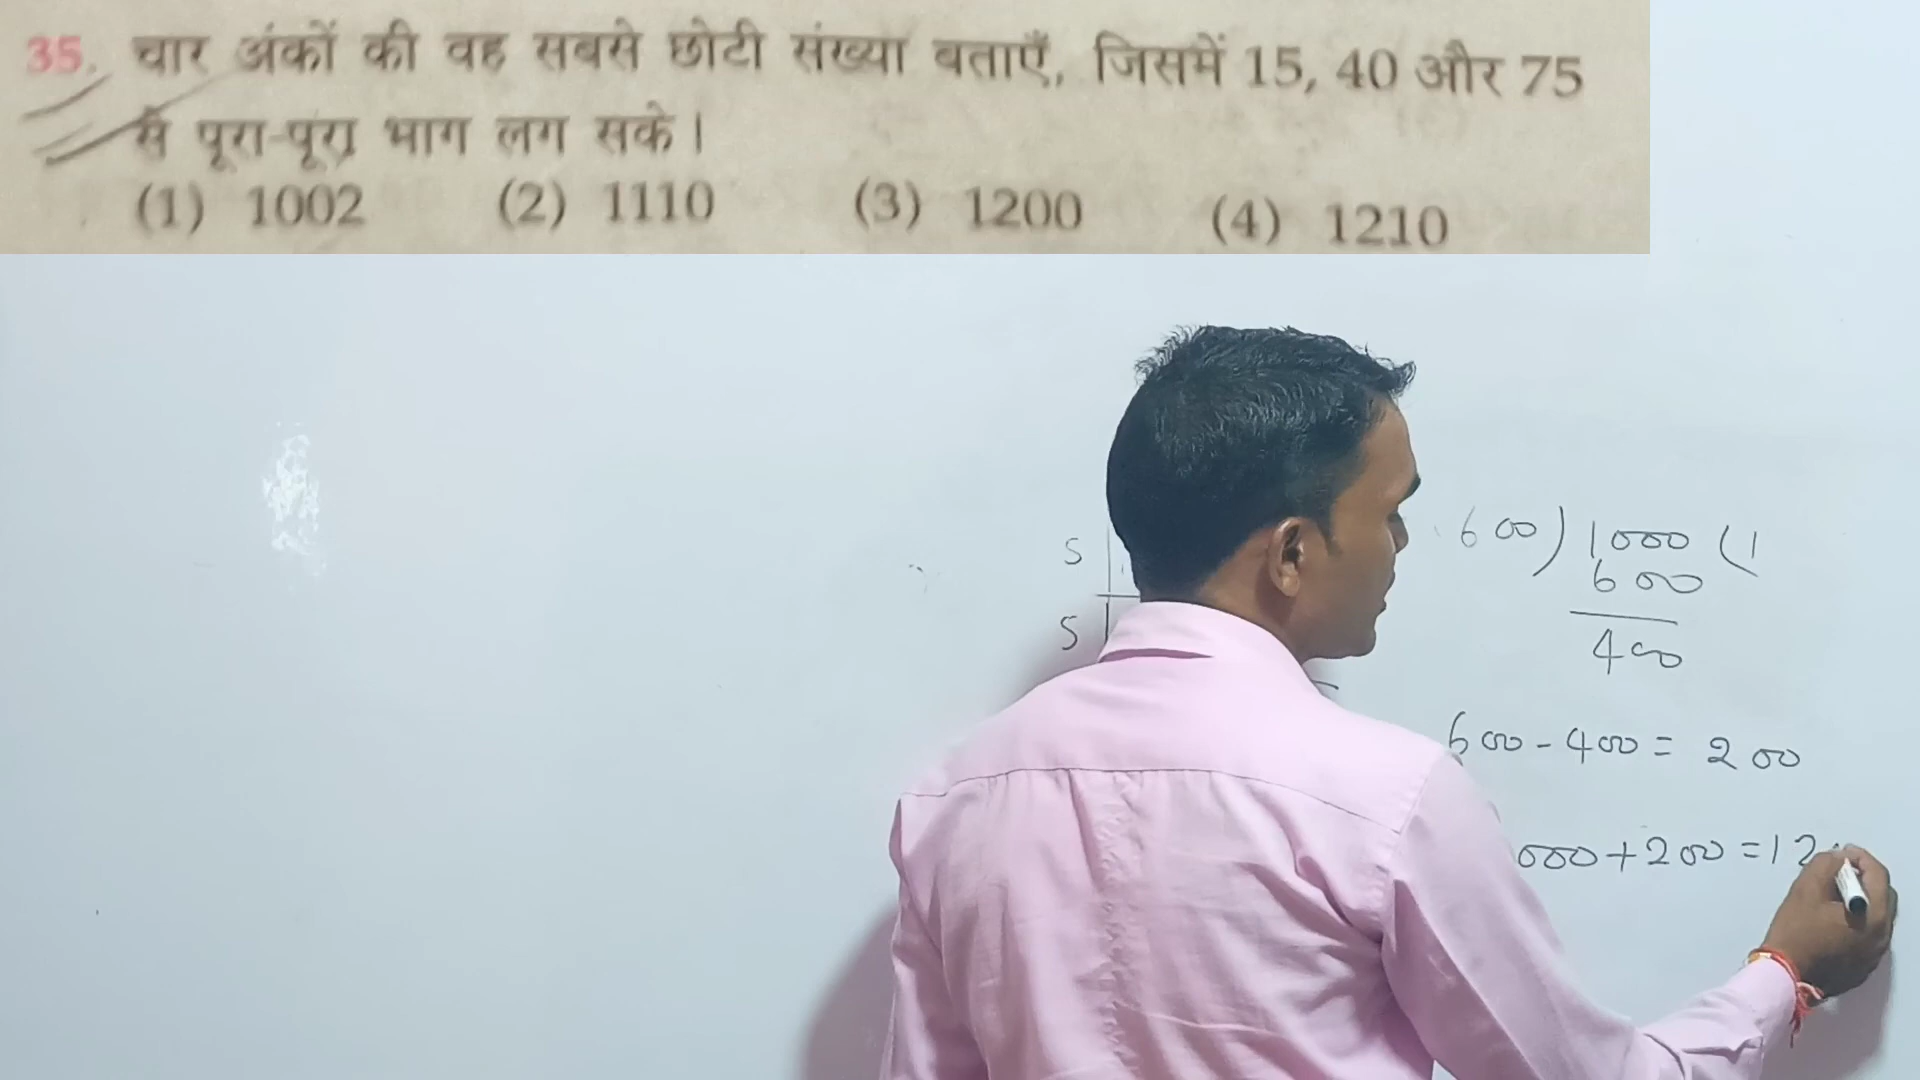 35. चार अंकों की वह सबसे छोटी संख्या बताएँ, जिसमें 15, 40 और 75
से पूरा-पूरा भाग लग सके।
(1) 1002 (2) 1110 (3) 1200 (4) 1210
5
5
600) 1000 (1
600
400
600-400= 200
000+200=12